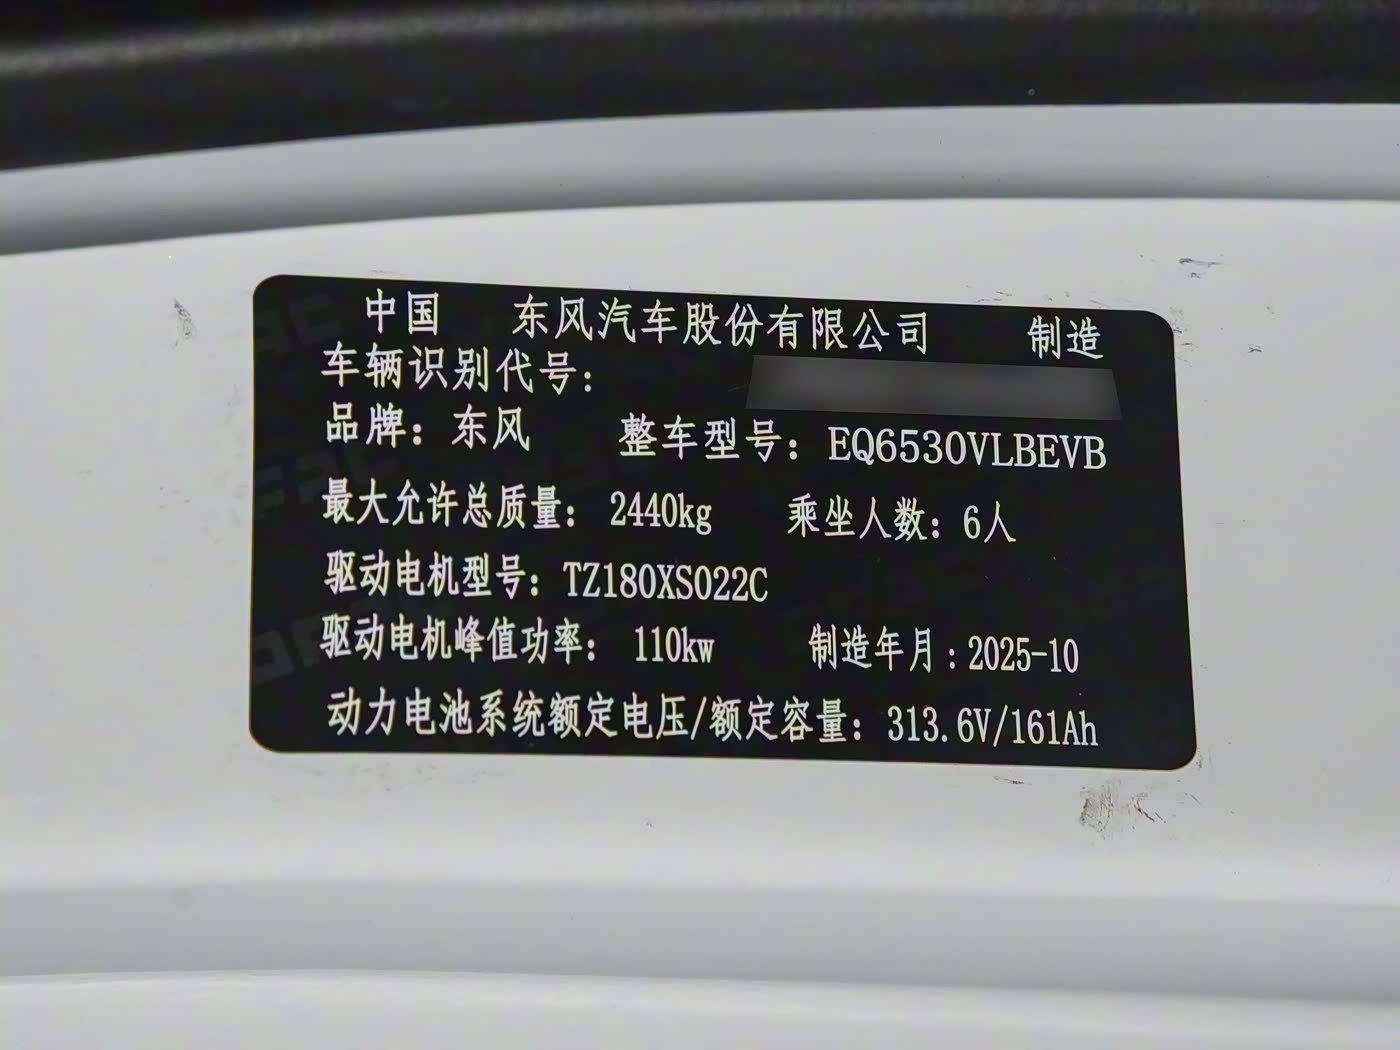 中国 东风汽车股份有限公司 制造
车辆识别代号：
品牌：东风 整车型号：EQ6530VLBEVB
最大允许总质量： 2440kg 乘坐人数：6人
驱动电机型号：TZ180XS022C
驱动电机峰值功率： 110kw 制造年月：2025-10
动力电池系统额定电压/额定容量：313.6V/161Ah